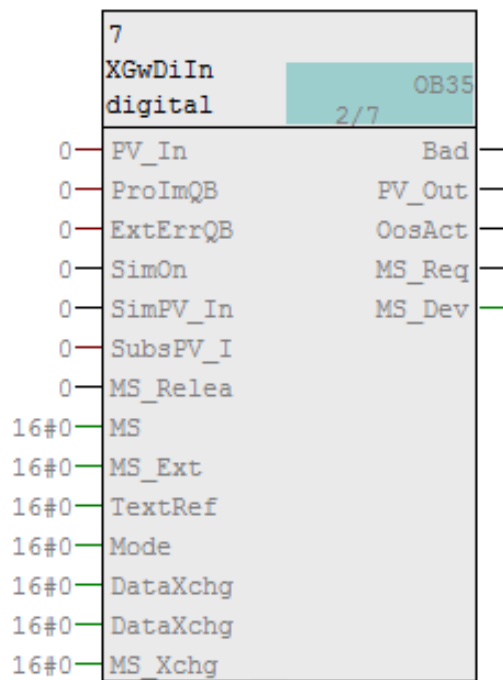 7
XGwDiIn
digital
OB35
2/7
0 PV_In Bad
0 ProImQB PV_Out
0 ExtErrQB OosAct
0 SimOn MS_Req
0 SimPV_In MS_Dev
0 SubsPV_I
0 MS_Relea
16#0 MS
16#0 MS_Ext
16#0 TextRef
16#0 Mode
16#0 DataXchg
16#0 DataXchg
16#0 MS_Xchg